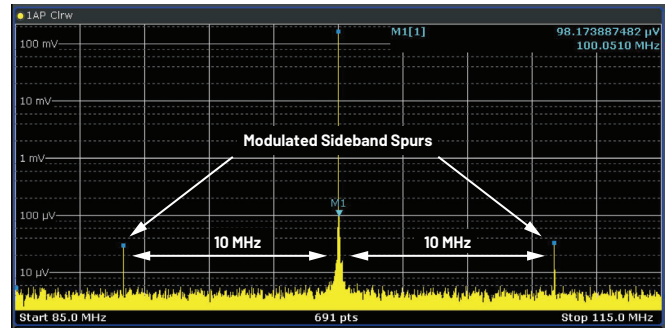 1AP Clrw
M1[1] 98.173887482 µV
100.0510 MHz
100 mV
10 mV
Modulated Sideband Spurs
1 mV
M1
100 µV
10 MHz 10 MHz
10 µV
Start 85.0 MHz 691 pts Stop 115.0 MHz